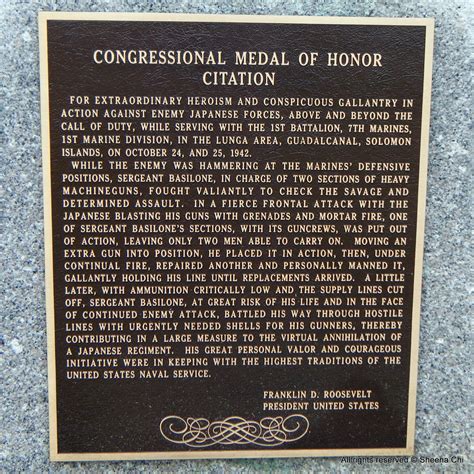 CONGRESSIONAL MEDAL OF HONOR
CITATION
FOR EXTRAORDINARY HEROISM AND CONSPICUOUS GALLANTRY IN
ACTION AGAINST ENEMY JAPANESE FORCES, ABOVE AND BEYOND THE
CALL OF DUTY, WHILE SERVING WITH THE 1ST BATTALION, 7TH MARINES,
1ST MARINE DIVISION, IN THE LUNGA AREA, GUADALCANAL, SOLOMON
ISLANDS, ON OCTOBER 24, AND 25, 1942.
WHILE THE ENEMY WAS HAMMERING AT THE MARINES' DEFENSIVE
POSITIONS, SERGEANT BASILONE, IN CHARGE OF TWO SECTIONS OF HEAVY
MACHINEGUNS, FOUGHT VALIANTLY TO CHECK THE SAVAGE AND
DETERMINED ASSAULT. IN A FIERCE FRONTAL ATTACK WITH THE
JAPANESE BLASTING HIS GUNS WITH GRENADES AND MORTAR FIRE, ONE
OF SERGEANT BASILONE'S SECTIONS, WITH ITS GUNCREWS, WAS PUT OUT
OF ACTION, LEAVING ONLY TWO MEN ABLE TO CARRY ON. MOVING AN
EXTRA GUN INTO POSITION, HE PLACED IT IN ACTION, THEN, UNDER
CONTINUAL FIRE, REPAIRED ANOTHER AND PERSONALLY MANNED IT,
GALLANTLY HOLDING HIS LINE UNTIL REPLACEMENTS ARRIVED. A LITTLE
LATER, WITH AMMUNITION CRITICALLY LOW AND THE SUPPLY LINES CUT
OFF, SERGEANT BASILONE, AT GREAT RISK OF HIS LIFE AND IN THE FACE
OF CONTINUED ENEMY ATTACK, BATTLED HIS WAY THROUGH HOSTILE
LINES WITH URGENTLY NEEDED SHELLS FOR HIS GUNNERS, THEREBY
CONTRIBUTING IN A LARGE MEASURE TO THE VIRTUAL ANNIHILATION OF
A JAPANESE REGIMENT. HIS GREAT PERSONAL VALOR AND COURAGEOUS
INITIATIVE WERE IN KEEPING WITH THE HIGHEST TRADITIONS OF THE
UNITED STATES NAVAL SERVICE.
FRANKLIN D. ROOSEVELT
PRESIDENT UNITED STATES
Allrights reserved © Sheena Chi